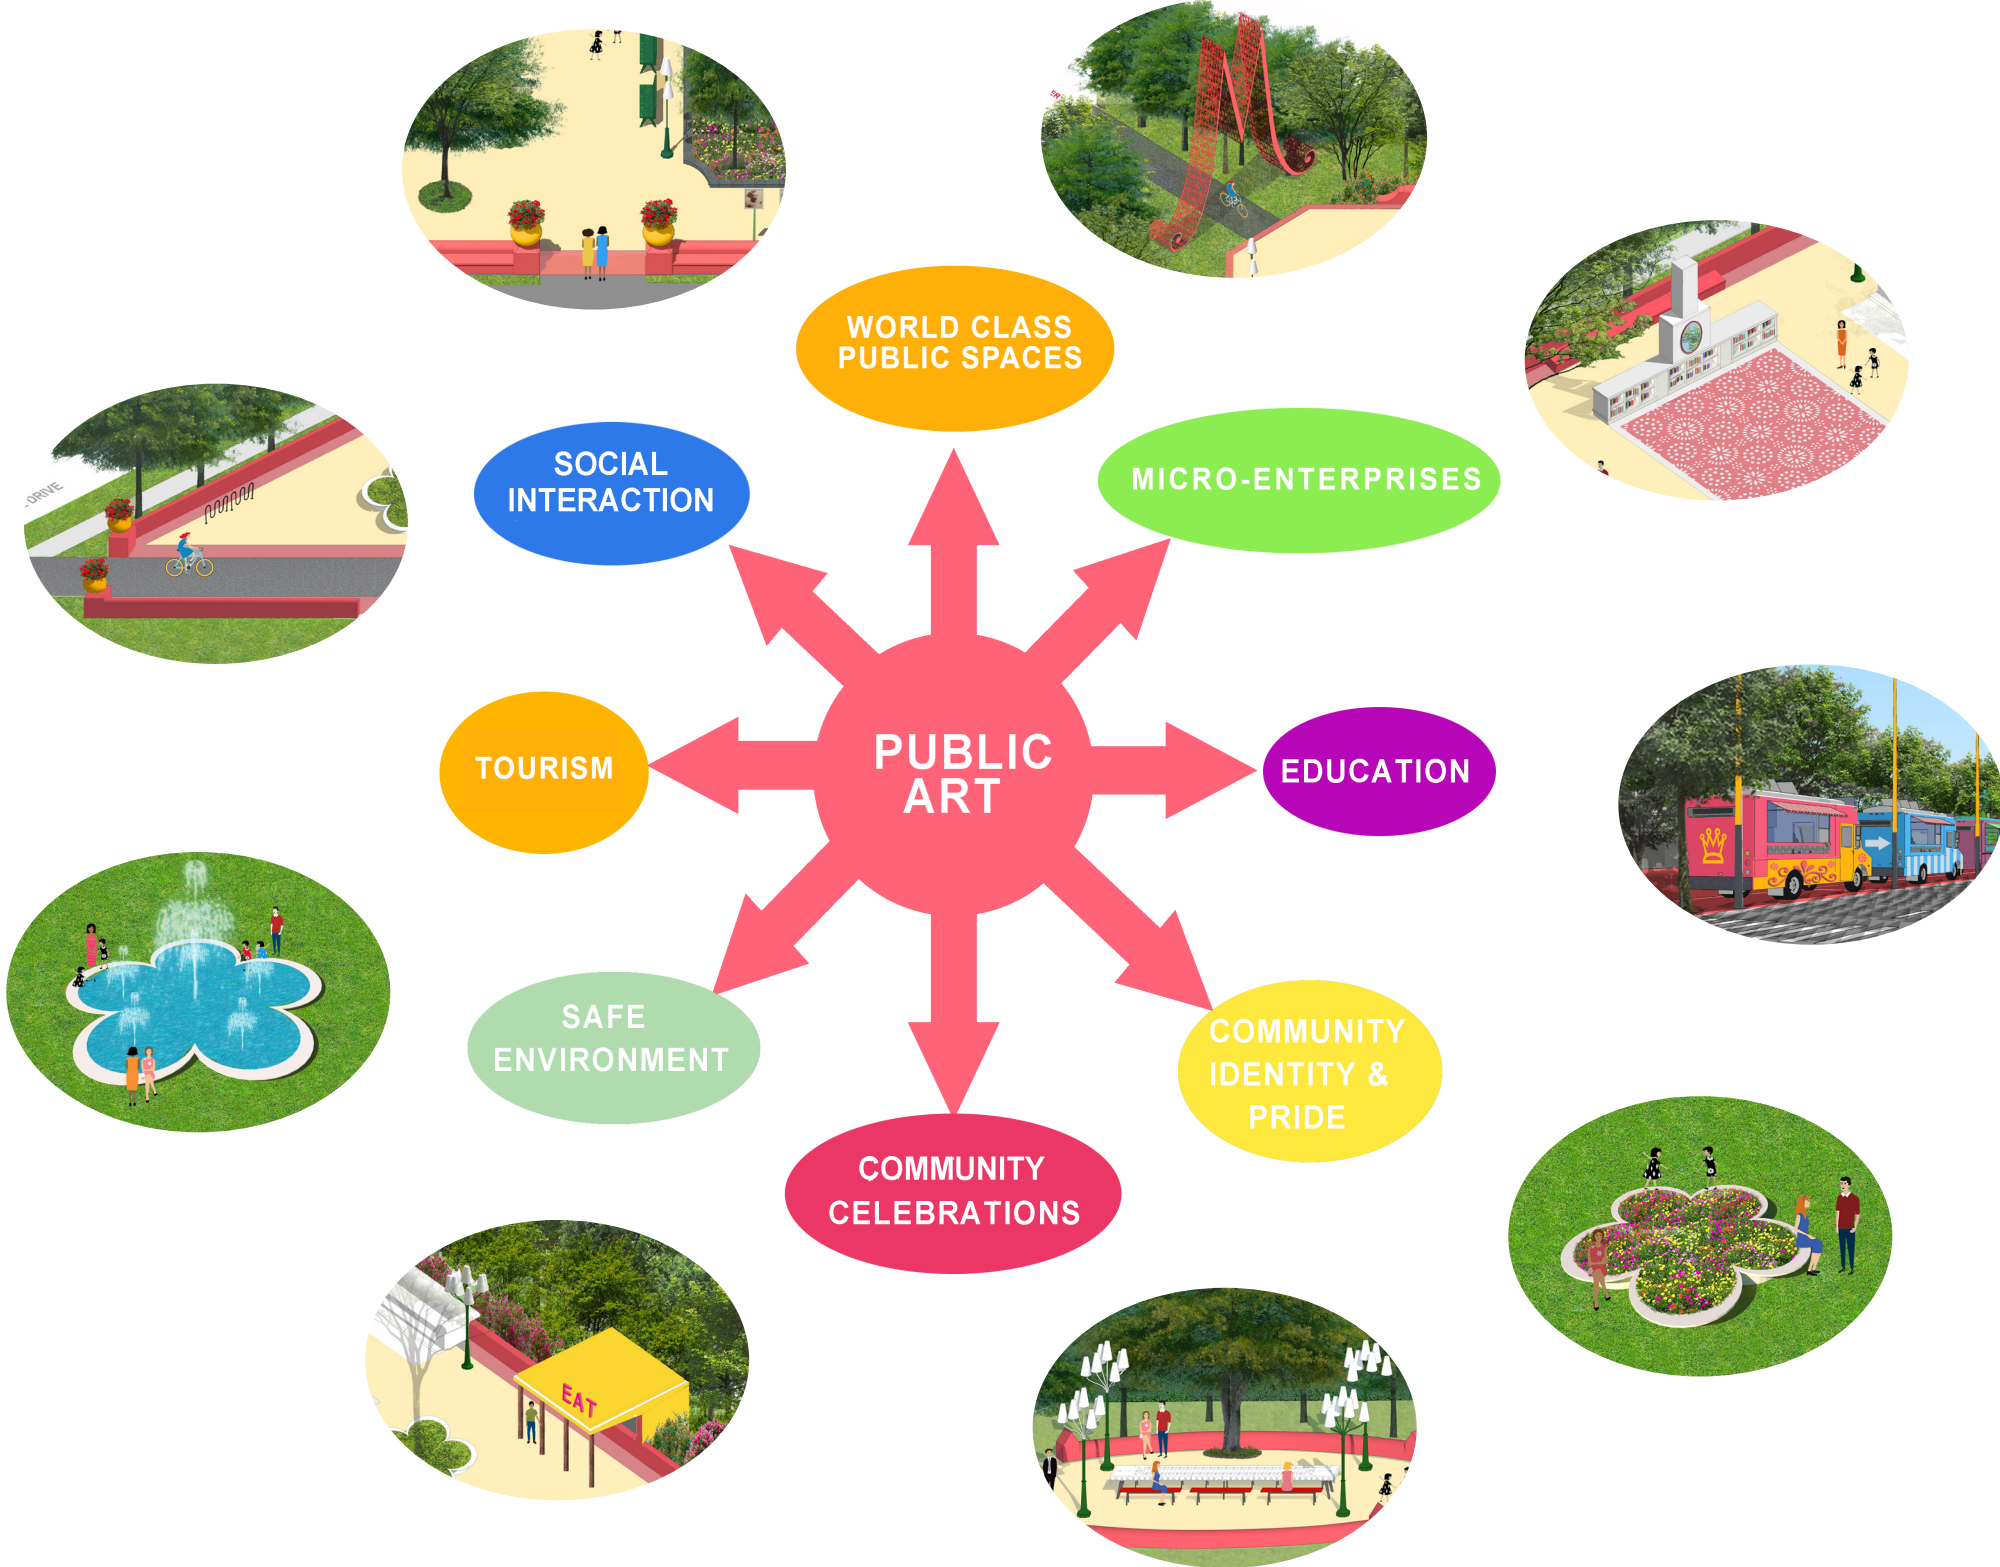 WORLD CLASS
PUBLIC SPACES
SOCIAL
INTERACTION
MICRO-ENTERPRISES
DRIVE
TOURISM
PUBLIC
ART
EDUCATION
SAFE
ENVIRONMENT
COMMUNITY
IDENTITY &
PRIDE
COMMUNITY
CELEBRATIONS
EAT